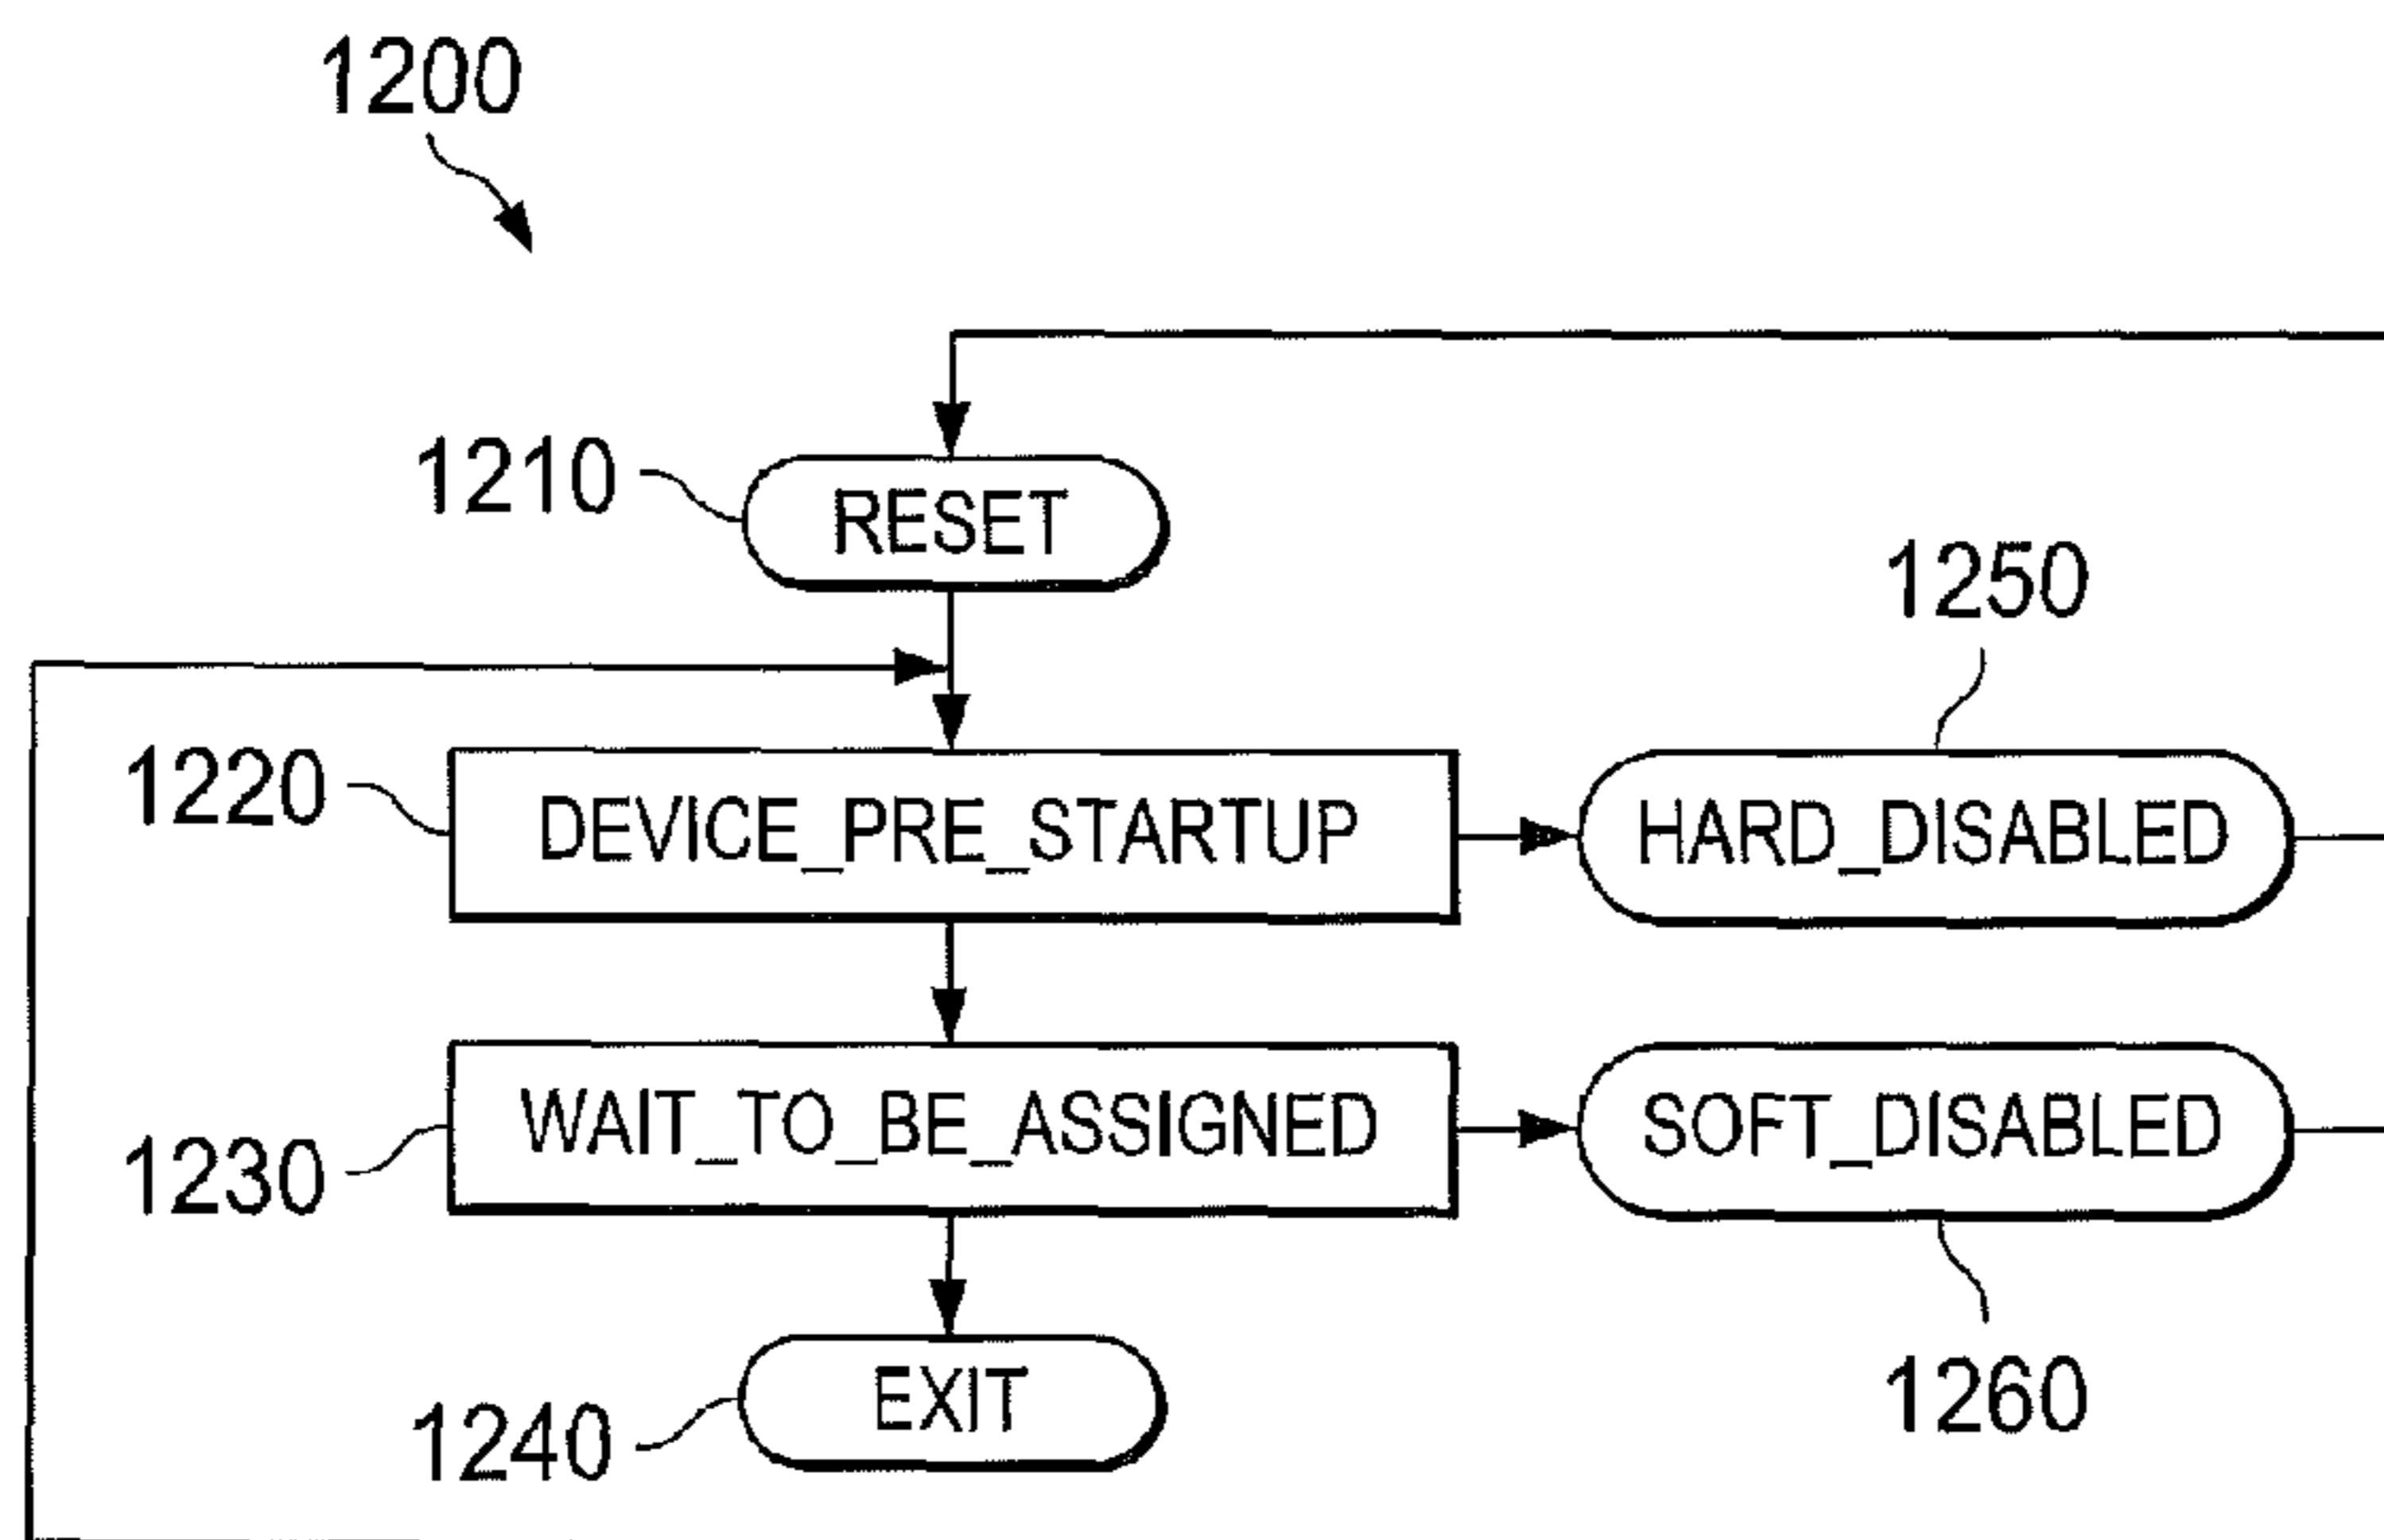 1200
1210
RESET
1250
1220
DEVICE_PRE_STARTUP
HARD_DISABLED
1230
WAIT_TO_BE_ASSIGNED
SOFT_DISABLED
1240
EXIT
1260